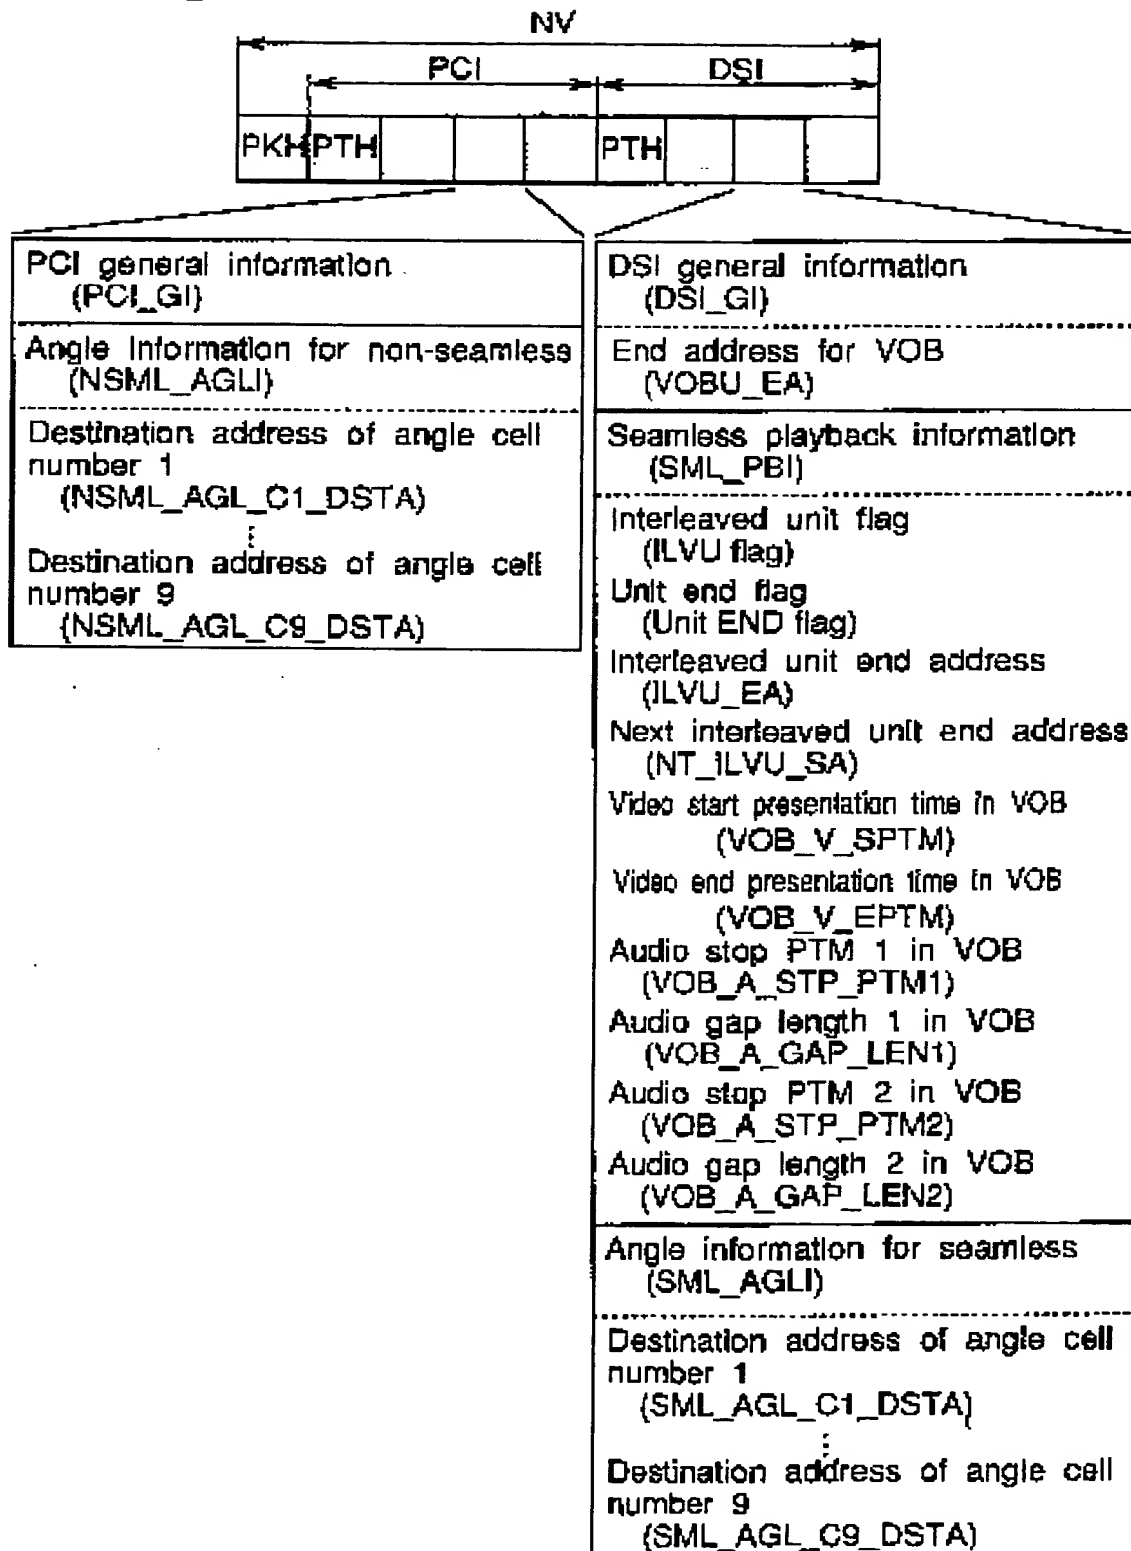 NV
PCI
DSI
PKH
PTH
PTH
PCI general information
(PCI_GI)
Angle Information for non-seamless
(NSML_AGLI)
Destination address of angle cell
number 1
(NSML_AGL_C1_DSTA)
Destination address of angle cell
number 9
(NSML_AGL_C9_DSTA)
DSI general information
(DSI_GI)
End address for VOB
(VOBU_EA)
Seamless playback information
(SML_PBI)
Interleaved unit flag
(ILVU flag)
Unit end flag
(Unit END flag)
Interleaved unit end address
(ILVU_EA)
Next interleaved unit end address
(NT_ILVU_SA)
Video start presentation time in VOB
(VOB_V_SPTM)
Video end presentation time in VOB
(VOB_V_EPTM)
Audio stop PTM 1 in VOB
(VOB_A_STP_PTM1)
Audio gap length 1 in VOB
(VOB_A_GAP_LEN1)
Audio stop PTM 2 in VOB
(VOB_A_STP_PTM2)
Audio gap length 2 in VOB
(VOB_A_GAP_LEN2)
Angle information for seamless
(SML_AGLI)
Destination address of angle cell
number 1
(SML_AGL_C1_DSTA)
Destination address of angle cell
number 9
(SML_AGL_C9_DSTA)